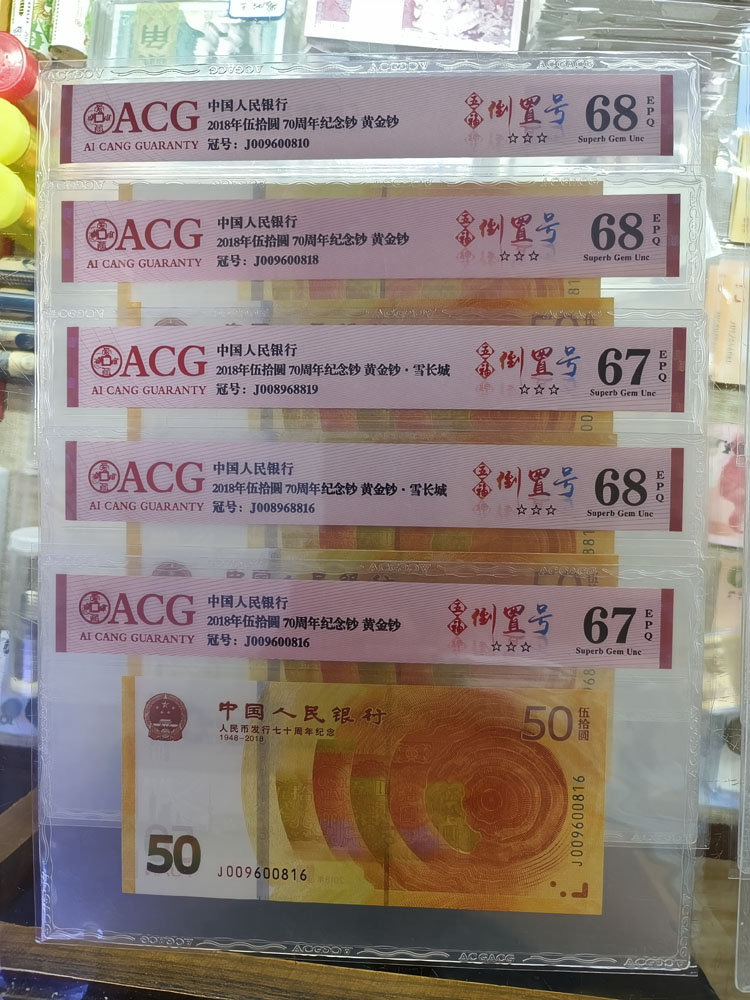 角
ACG
AI CANG GUARANTY
中国人民银行
2018年伍拾圆 70周年纪念钞 黄金钞
冠号: J009600810
五福
倒置号
☆☆☆
68
EPQ
Superb Gem Unc
ACG
AI CANG GUARANTY
中国人民银行
2018年伍拾圆 70周年纪念钞 黄金钞
冠号: J009600818
五福
倒置号
☆☆☆
68
EPQ
Superb Gem Unc
ACG
AI CANG GUARANTY
中国人民银行
2018年伍拾圆 70周年纪念钞 黄金钞·雪长城
冠号: J008968819
五福
倒置号
☆☆☆
67
EPQ
Superb Gem Unc
ACG
AI CANG GUARANTY
中国人民银行
2018年伍拾圆 70周年纪念钞 黄金钞·雪长城
冠号: J008968816
五福
倒置号
☆☆☆
68
EPQ
Superb Gem Unc
ACG
AI CANG GUARANTY
中国人民银行
2018年伍拾圆 70周年纪念钞 黄金钞
冠号: J009600816
五福
倒置号
☆☆☆
67
EPQ
Superb Gem Unc
中国人民银行
人民币发行七十周年纪念
1948-2018
50
伍拾圆
J009600816
50
J009600816